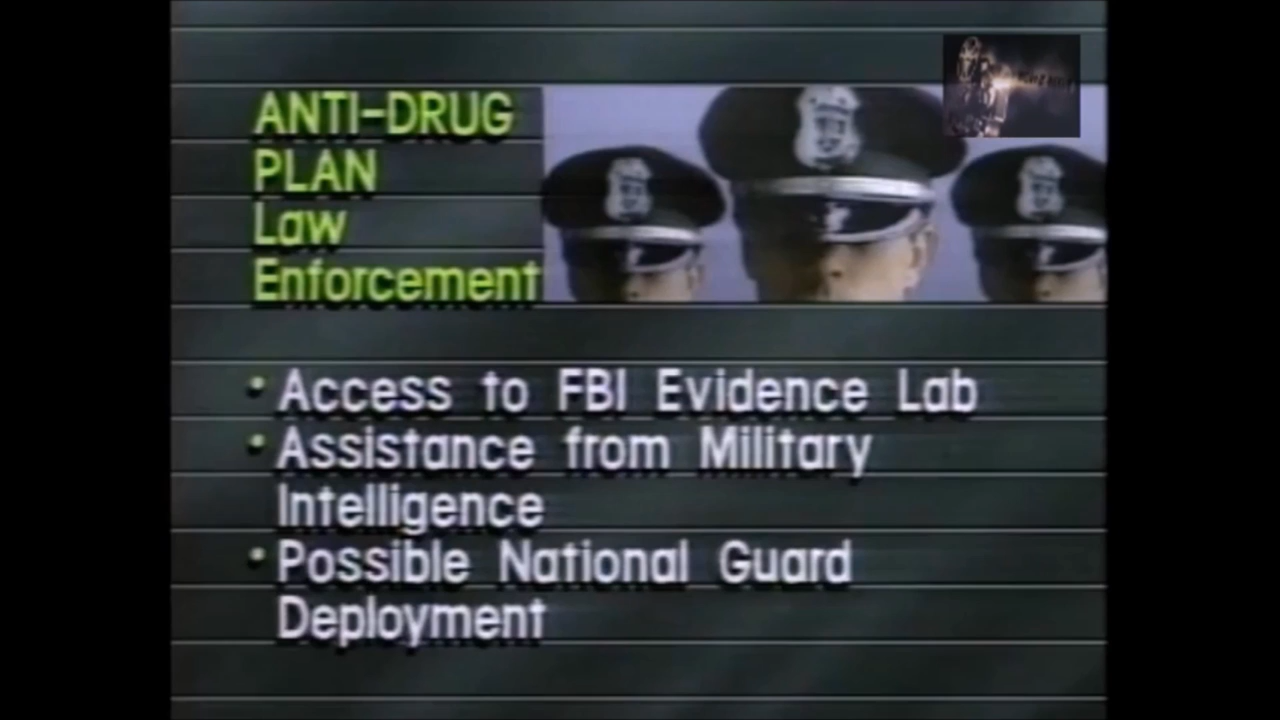 ANTI-DRUG
PLAN
Law
Enforcement
• Access to FBI Evidence Lab
• Assistance from Military
Intelligence
• Possible National Guard
Deployment